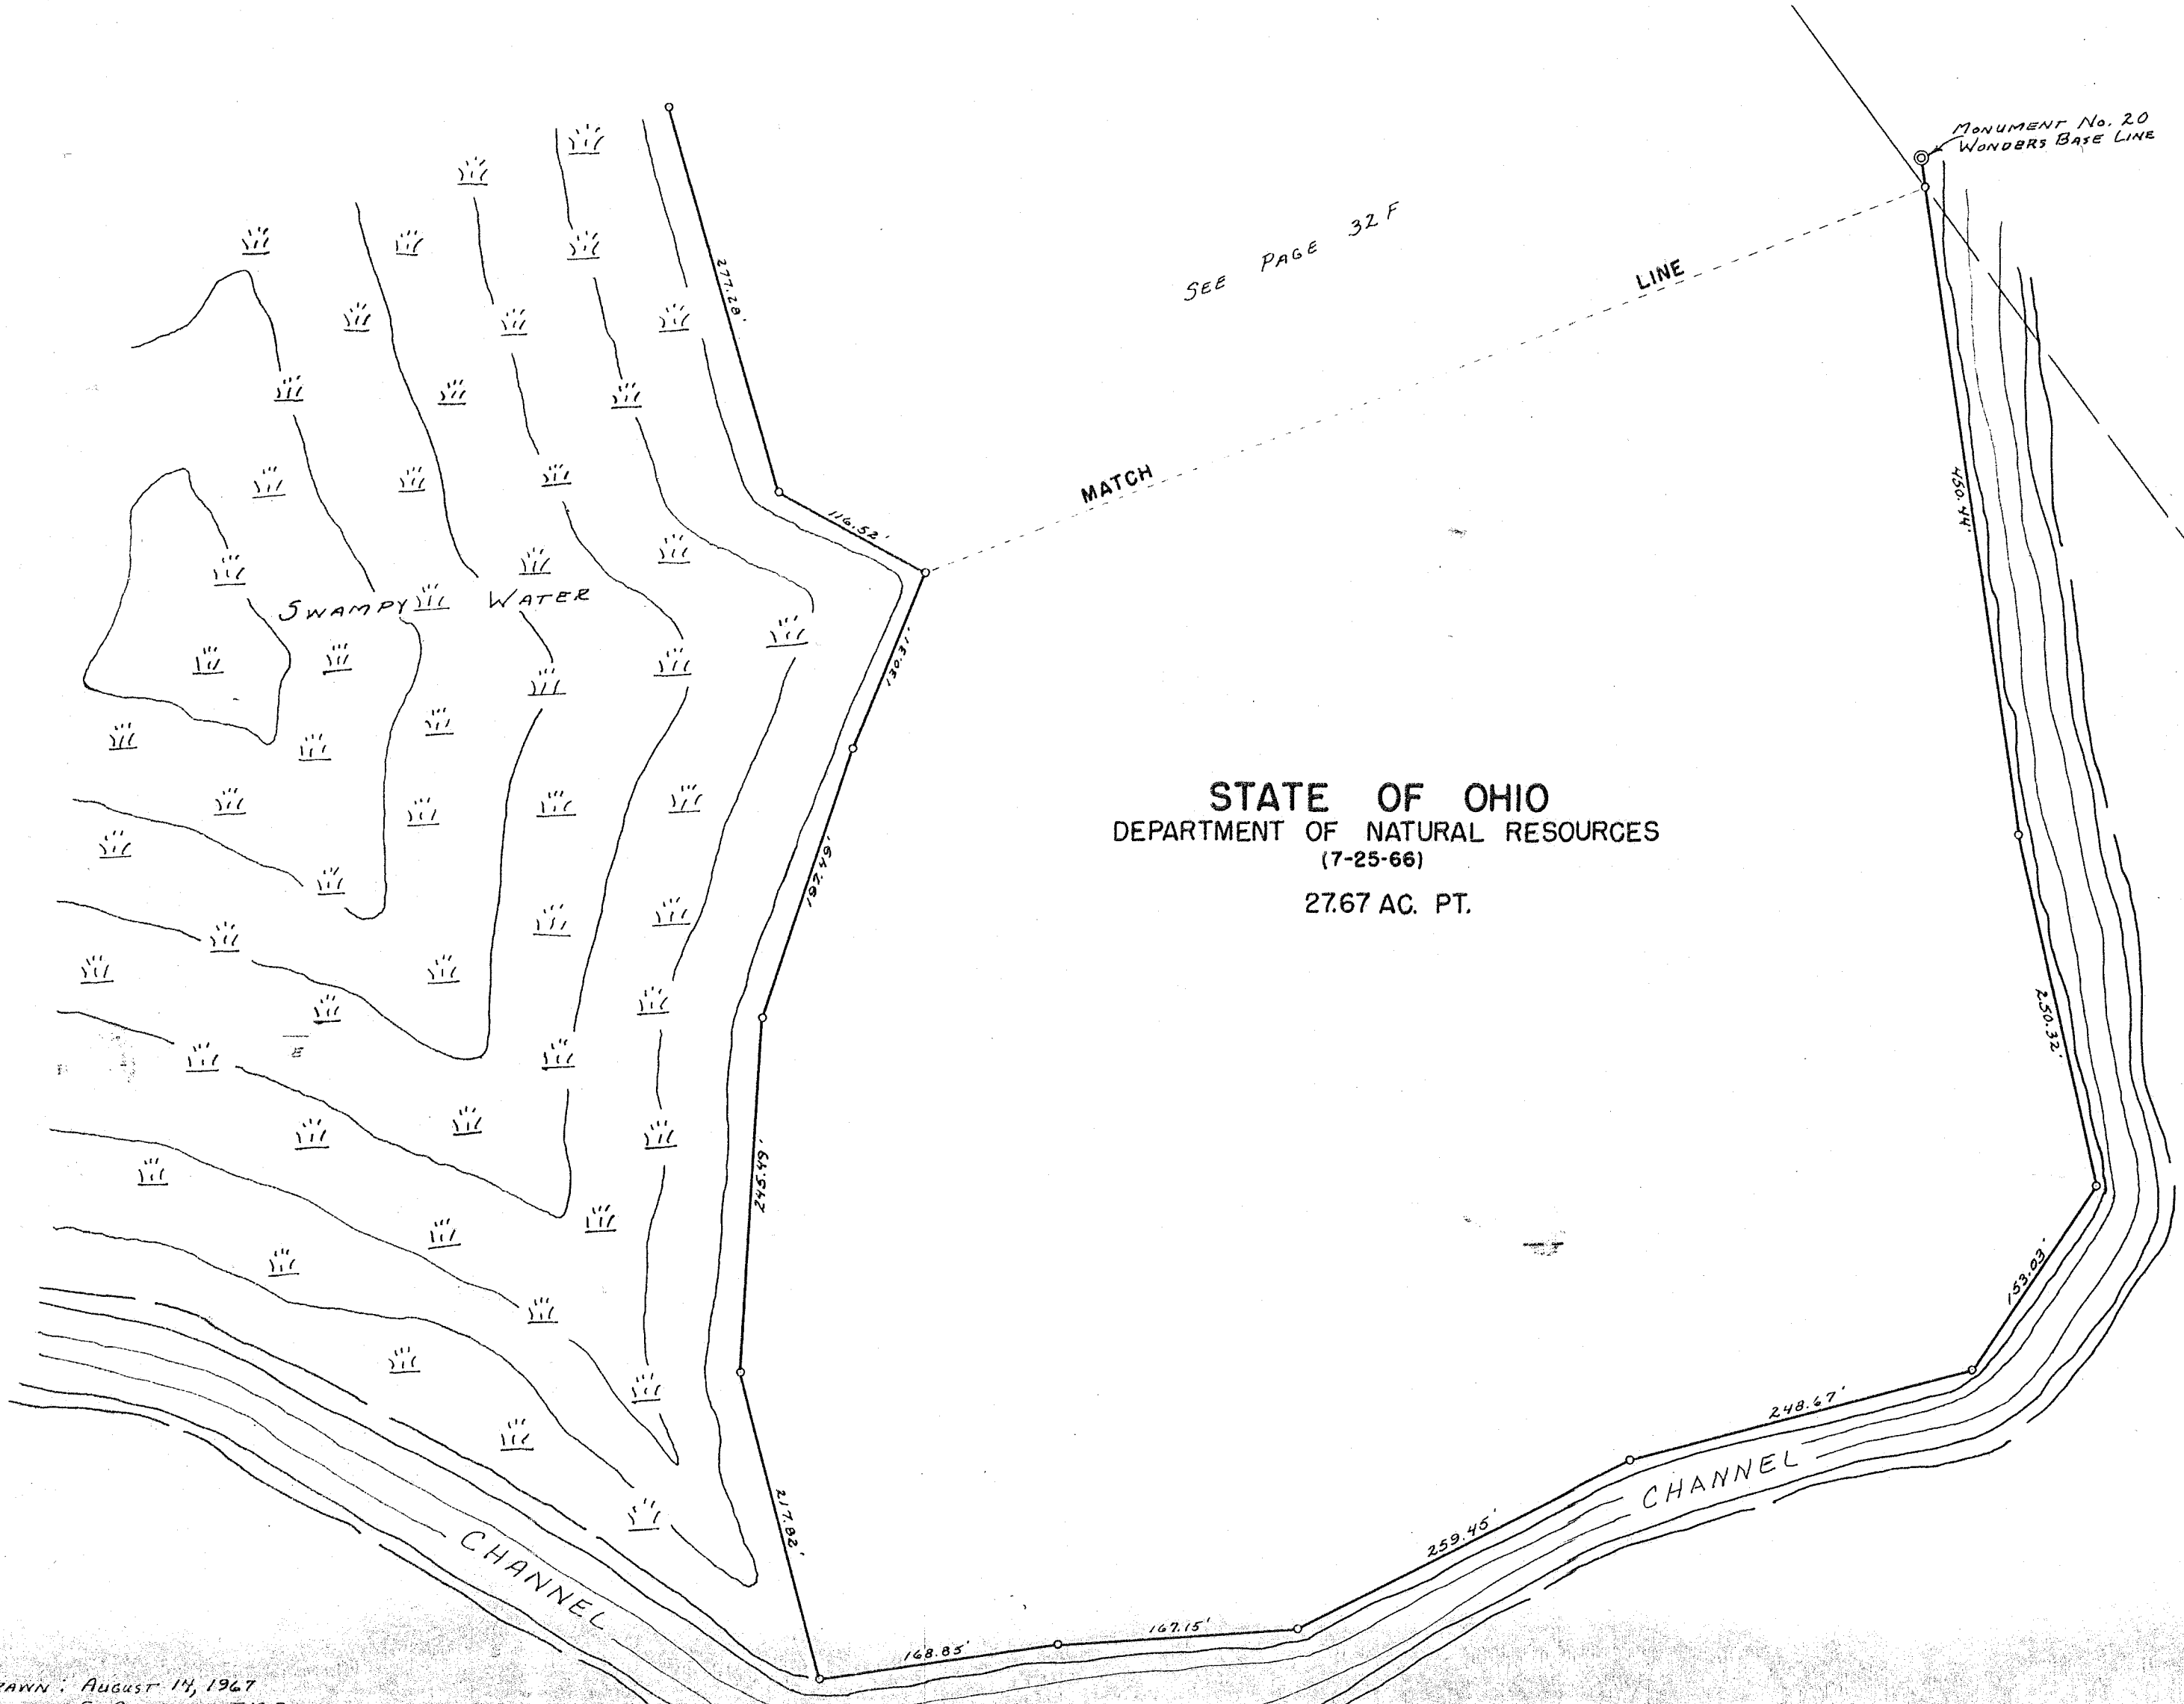 MONUMENT No. 20
WONDERS BASE LINE
SEE PAGE 32 F
LINE
MATCH
277.28'
116.52'
130.31'
450.44'
SWAMPY WATER
STATE OF OHIO
DEPARTMENT OF NATURAL RESOURCES
(7-25-66)
27.67 AC. PT.
197.49'
250.32'
E
245.49'
153.03'
248.67'
CHANNEL
217.82'
259.45'
CHANNEL
167.15'
168.85'
AUGUST 14, 1967